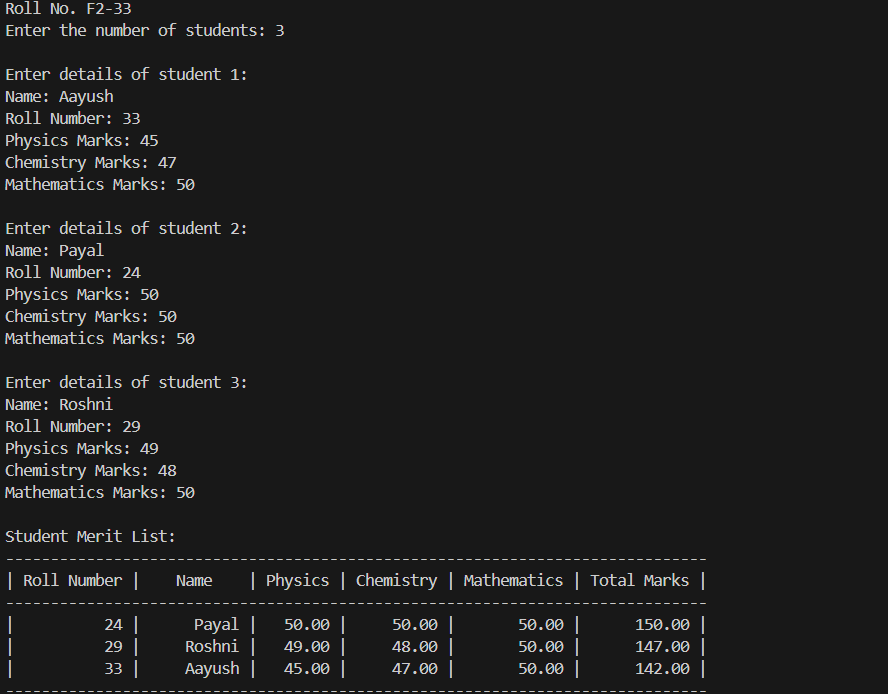 Roll No. F2-33
Enter the number of students: 3

Enter details of student 1:
Name: Aayush
Roll Number: 33
Physics Marks: 45
Chemistry Marks: 47
Mathematics Marks: 50

Enter details of student 2:
Name: Payal
Roll Number: 24
Physics Marks: 50
Chemistry Marks: 50
Mathematics Marks: 50

Enter details of student 3:
Name: Roshni
Roll Number: 29
Physics Marks: 49
Chemistry Marks: 48
Mathematics Marks: 50

Student Merit List:
------------------------------------------------------------------------------
| Roll Number |    Name    | Physics | Chemistry | Mathematics | Total Marks |
------------------------------------------------------------------------------
|          24 |      Payal |   50.00 |     50.00 |       50.00 |      150.00 |
|          29 |     Roshni |   49.00 |     48.00 |       50.00 |      147.00 |
|          33 |     Aayush |   45.00 |     47.00 |       50.00 |      142.00 |
------------------------------------------------------------------------------